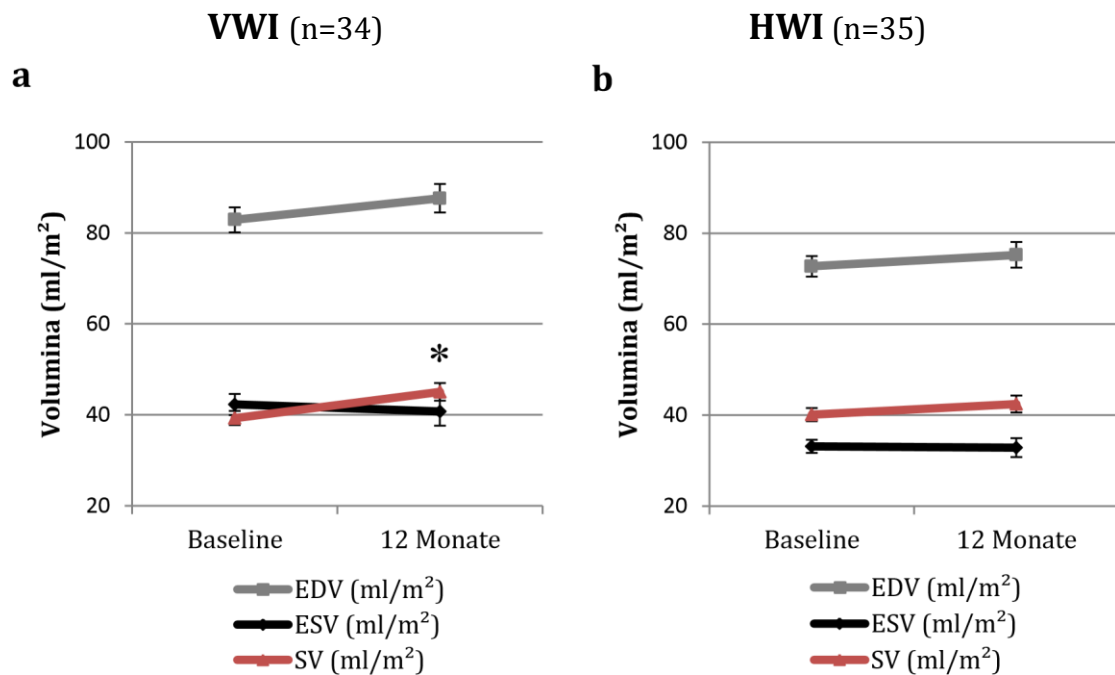 VWI (n=34)
HWI (n=35)
a
b
Volumina (ml/m²)
100
80
60
40
20
*
Baseline
12 Monate
EDV (ml/m²)
ESV (ml/m²)
SV (ml/m²)
Volumina (ml/m²)
100
80
60
40
20
Baseline
12 Monate
EDV (ml/m²)
ESV (ml/m²)
SV (ml/m²)